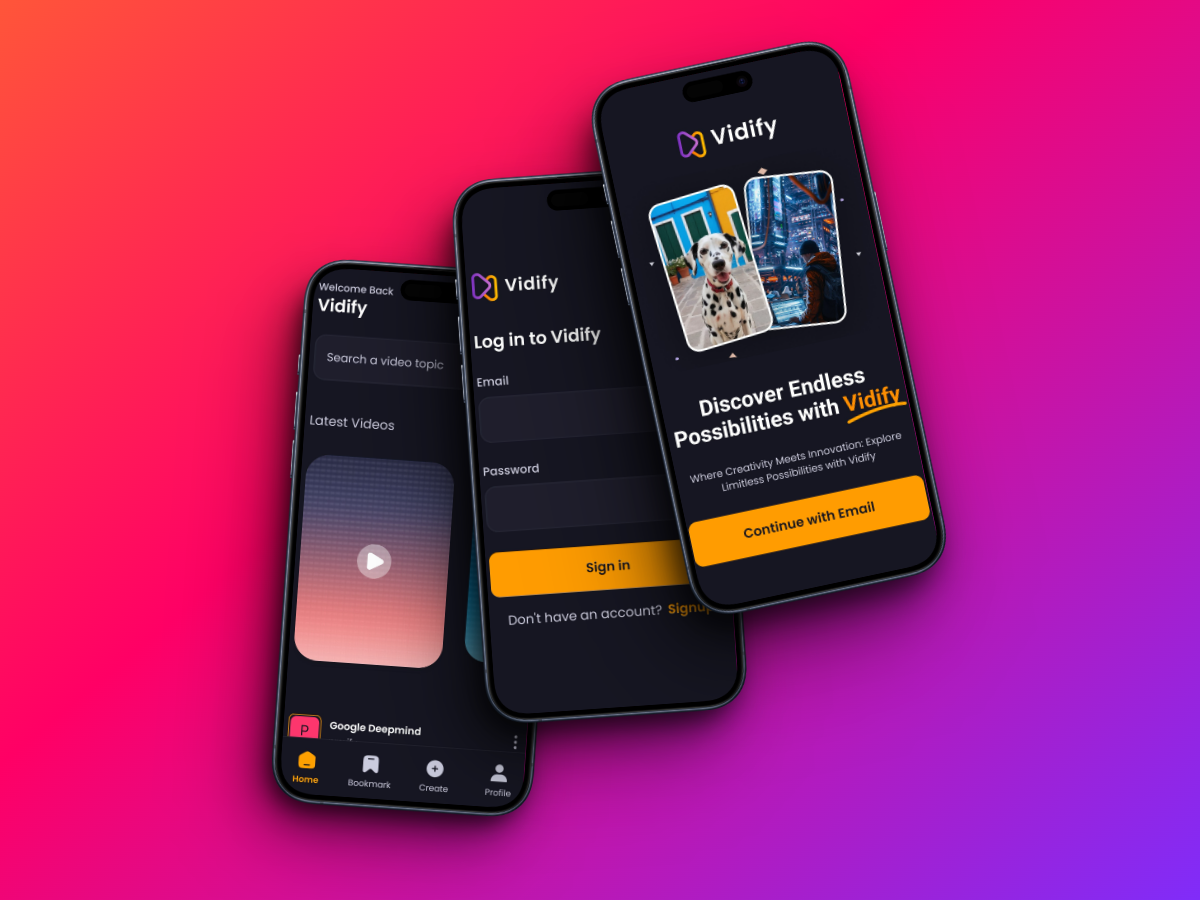 Vidify
Discover Endless
Possibilities with Vidify
Where Creativity Meets Innovation: Explore
Limitless Possibilities with Vidify
Continue with Email
Vidify
Log in to Vidify
Email
Password
Sign in
Don't have an account? Signup
Welcome Back
Vidify
Search a video topic
Latest Videos
P
Google Deepmind
Home
Bookmark
Create
Profile